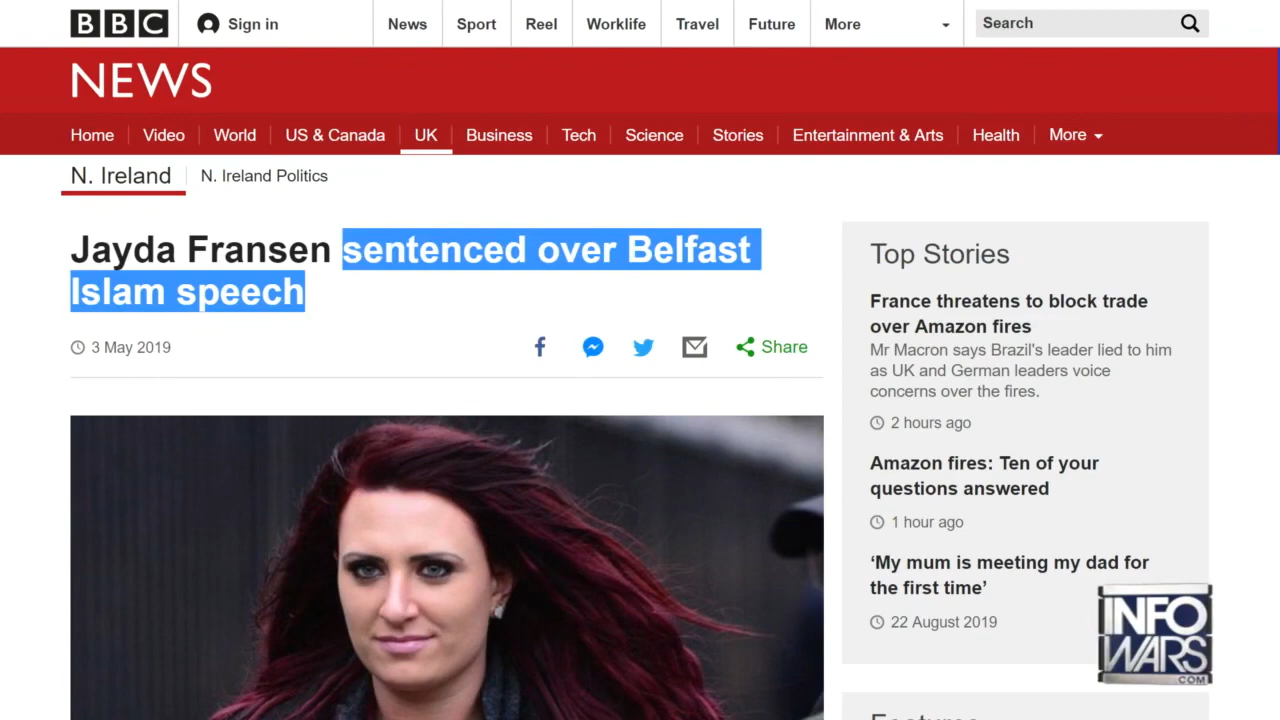 BBC Sign in News Sport Reel Worklife Travel Future More Search
NEWS
Home Video World US & Canada UK Business Tech Science Stories Entertainment & Arts Health More
N. Ireland N. Ireland Politics
Jayda Fransen sentenced over Belfast
Islam speech
3 May 2019
Share
Top Stories
France threatens to block trade
over Amazon fires
Mr Macron says Brazil's leader lied to him
as UK and German leaders voice
concerns over the fires.
2 hours ago
Amazon fires: Ten of your
questions answered
1 hour ago
‘My mum is meeting my dad for
the first time’
22 August 2019
INFO
WARS
.COM
Features